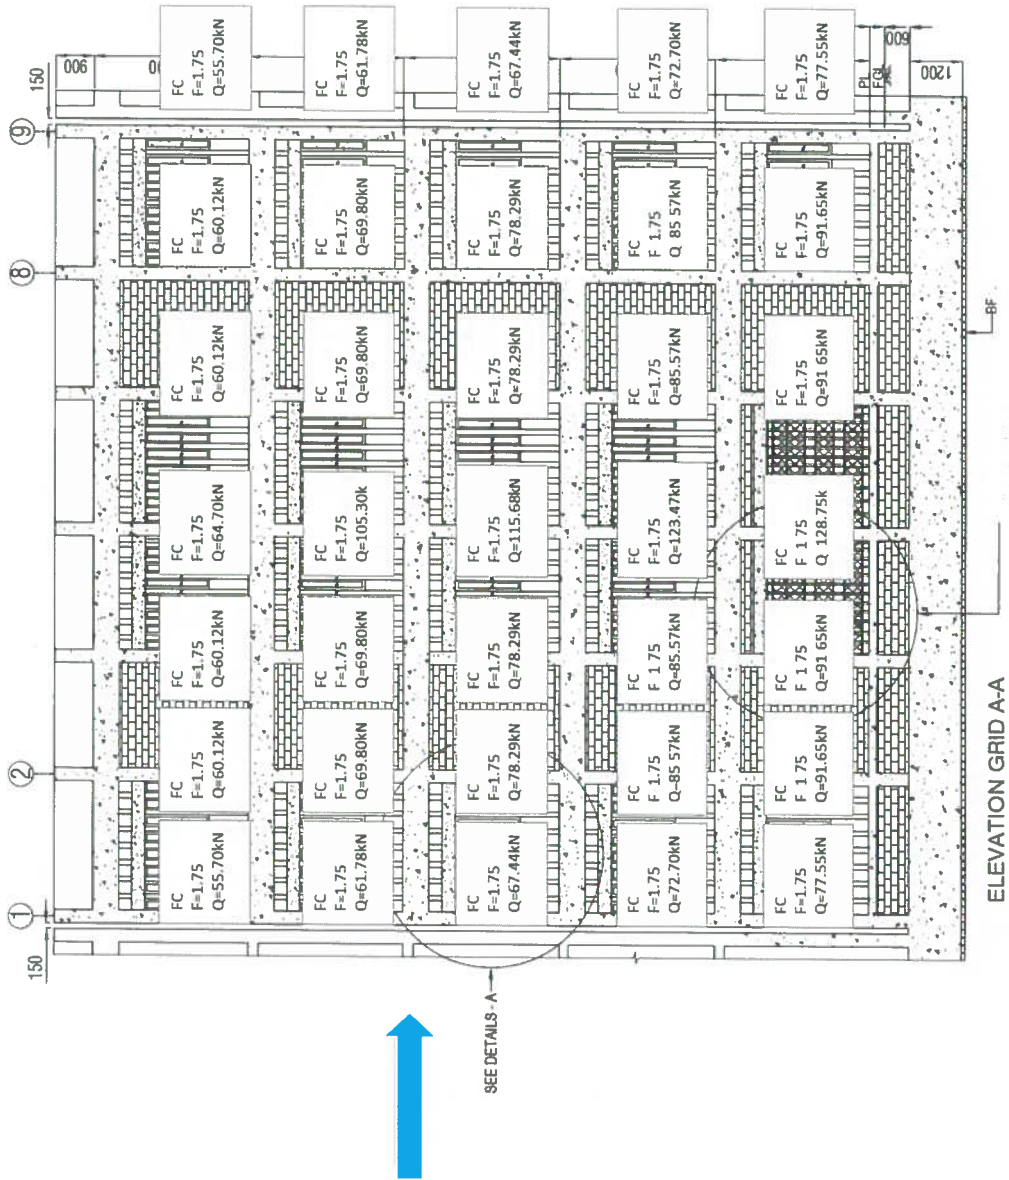 150
9
8
2
1
150
900
FC
F=1.75
Q=55.70kN
FC
F=1.75
Q=61.78kN
FC
F=1.75
Q=67.44kN
FC
F=1.75
Q=72.70kN
FC
F=1.75
Q=77.55kN
PL
600
1200
FC
F=1.75
Q=60.12kN
FC
F=1.75
Q=69.80kN
FC
F=1.75
Q=78.29kN
FC
F 1.75
Q 85 57kN
FC
F=1.75
Q=91.65kN
FC
F=1.75
Q=60.12kN
FC
F=1.75
Q=69.80kN
FC
F=1.75
Q=78.29kN
FC
F=1.75
Q=85.57kN
FC
F=1.75
Q=91 65kN
BF
FC
F=1.75
Q=64.70kN
FC
F=1.75
Q=105.30k
FC
F=1.75
Q=115.68kN
FC
F=1.75
Q=123.47kN
FC
F 1 75
Q 128.75k
FC
F=1.75
Q=60.12kN
FC
F=1.75
Q=69.80kN
FC
F=1.75
Q=78.29kN
FC
F 1 75
Q=85.57kN
FC
F 1 75
Q=91 65kN
FC
F=1.75
Q=60.12kN
FC
F=1.75
Q=69.80kN
FC
F=1.75
Q=78.29kN
FC
F 1.75
Q=85 57kN
FC
F 1 75
Q=91.65kN
FC
F=1.75
Q=55.70kN
FC
F=1.75
Q=61.78kN
FC
F=1.75
Q=67.44kN
FC
F=1.75
Q=72.70kN
FC
F=1.75
Q=77.55kN
SEE DETAILS - A
ELEVATION GRID A-A